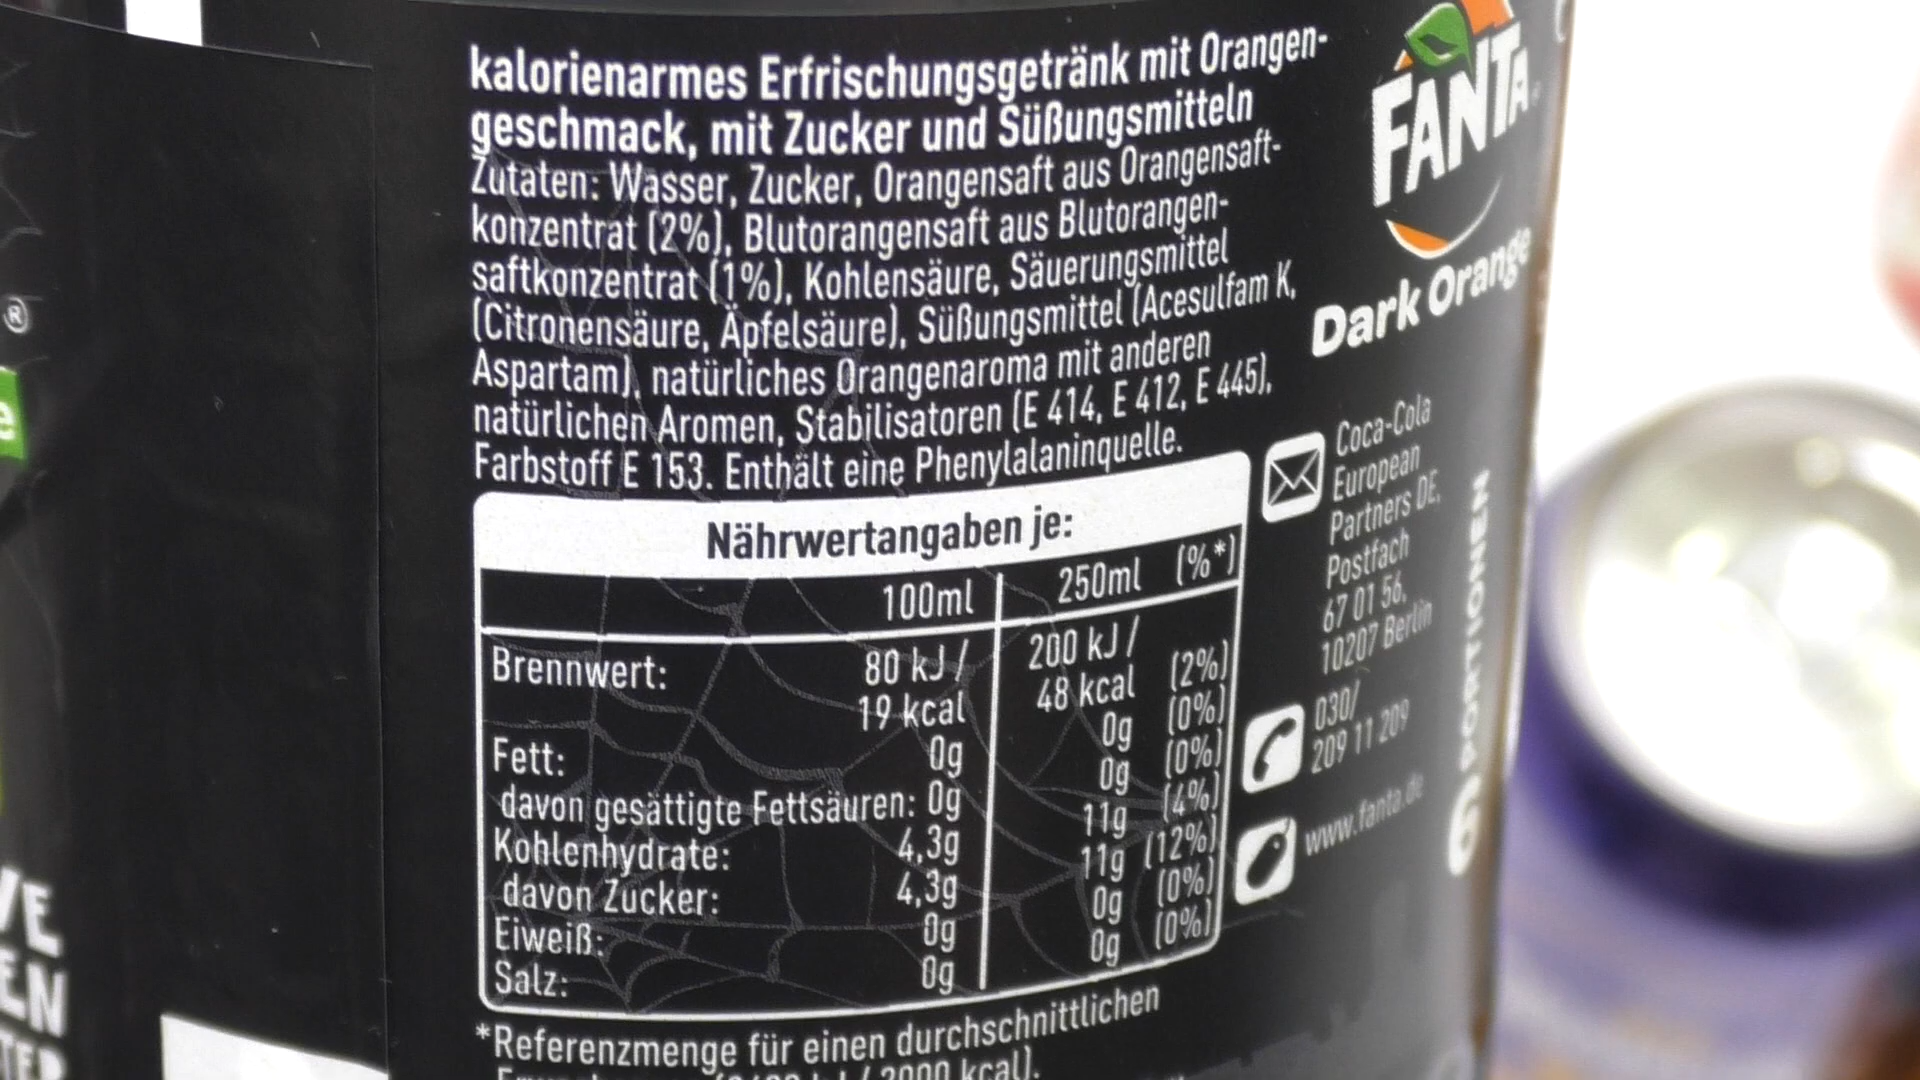 kalorienarmes Erfrischungsgetränk mit Orangen-
geschmack, mit Zucker und Süßungsmitteln
Zutaten: Wasser, Zucker, Orangensaft aus Orangensaft-
konzentrat (2%), Blutorangensaft aus Blutorangen-
saftkonzentrat (1%), Kohlensäure, Säuerungsmittel
(Citronensäure, Äpfelsäure), Süßungsmittel (Acesulfam K,
Aspartam), natürliches Orangenaroma mit anderen
natürlichen Aromen, Stabilisatoren (E 414, E 412, E 445),
Farbstoff E 153. Enthält eine Phenylalaninquelle.
Nährwertangaben je:
100ml 250ml (%*)
Brennwert: 80 kJ / 200 kJ /
19 kcal 48 kcal (2%)
Fett: 0g 0g (0%)
davon gesättigte Fettsäuren: 0g 0g (0%)
Kohlenhydrate: 4,3g 11g (4%)
davon Zucker: 4,3g 11g (12%)
Eiweiß: 0g 0g (0%)
Salz: 0g 0g (0%)
*Referenzmenge für einen durchschnittlichen
kcal).
FANTA
Dark Orange
Coca-Cola
European
Partners DE,
Postfach
67 01 56,
10207 Berlin
030/
209 11 209
www.fanta.de
6 PORTIONEN
®